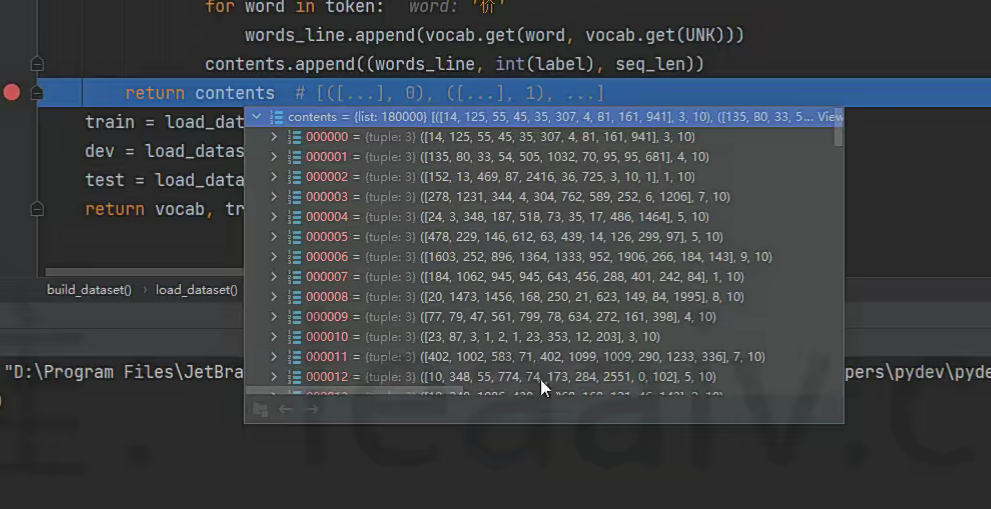 for word in token:   word: '价'
words_line.append(vocab.get(word, vocab.get(UNK)))
contents.append((words_line, int(label), seq_len))
return contents  # [([...], 0), ([...], 1), ...]
contents = {list: 180000} [([14, 125, 55, 45, 35, 307, 4, 81, 161, 941], 3, 10), ([135, 80, 33, 5... View
train = load_dat
000000 = {tuple: 3} ([14, 125, 55, 45, 35, 307, 4, 81, 161, 941], 3, 10)
dev = load_datas
000001 = {tuple: 3} ([135, 80, 33, 54, 505, 1032, 70, 95, 95, 681], 4, 10)
test = load_data
000002 = {tuple: 3} ([152, 13, 469, 87, 2416, 36, 725, 3, 10, 1], 1, 10)
000003 = {tuple: 3} ([278, 1231, 344, 4, 304, 762, 589, 252, 6, 1206], 7, 10)
return vocab, tr
000004 = {tuple: 3} ([24, 3, 348, 187, 518, 73, 35, 17, 486, 1464], 5, 10)
000005 = {tuple: 3} ([478, 229, 146, 612, 63, 439, 14, 126, 299, 97], 5, 10)
000006 = {tuple: 3} ([1603, 252, 896, 1364, 1333, 952, 1906, 266, 184, 143], 9, 10)
000007 = {tuple: 3} ([184, 1062, 945, 945, 643, 456, 288, 401, 242, 84], 1, 10)
build_dataset() › load_dataset()
000008 = {tuple: 3} ([20, 1473, 1456, 168, 250, 21, 623, 149, 84, 1995], 8, 10)
000009 = {tuple: 3} ([77, 79, 47, 561, 799, 78, 634, 272, 161, 398], 4, 10)
000010 = {tuple: 3} ([23, 87, 3, 1, 2, 1, 23, 353, 12, 203], 3, 10)
000011 = {tuple: 3} ([402, 1002, 583, 71, 402, 1099, 1009, 290, 1233, 336], 7, 10)
"D:\Program Files\JetBra
000012 = {tuple: 3} ([10, 348, 55, 774, 74, 173, 284, 2551, 0, 102], 5, 10)
pers\pydev\pyde